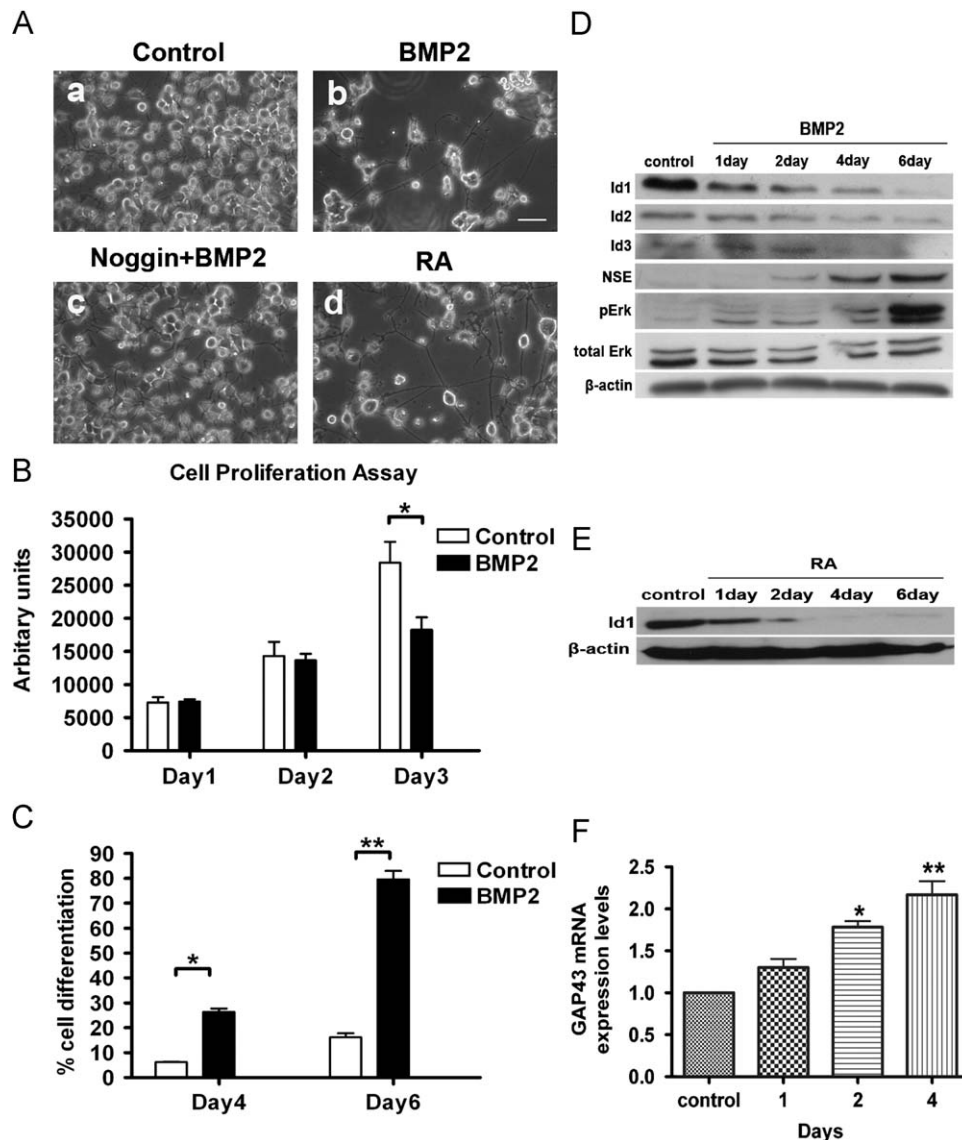 A
Control
BMP2
a
b
Noggin+BMP2
RA
c
d
B
Cell Proliferation Assay
Arbitary units
35000
30000
25000
20000
15000
10000
5000
0
*
Control
BMP2
Day1
Day2
Day3
C
% cell differentiation
90
80
70
60
50
40
30
20
10
0
*
**
Control
BMP2
Day4
Day6
D
BMP2
control 1day 2day 4day 6day
Id1
Id2
Id3
NSE
pErk
total Erk
β-actin
E
RA
control 1day 2day 4day 6day
Id1
β-actin
F
GAP43 mRNA
expression levels
2.5
2.0
1.5
1.0
0.5
0.0
*
**
control 1 2 4
Days